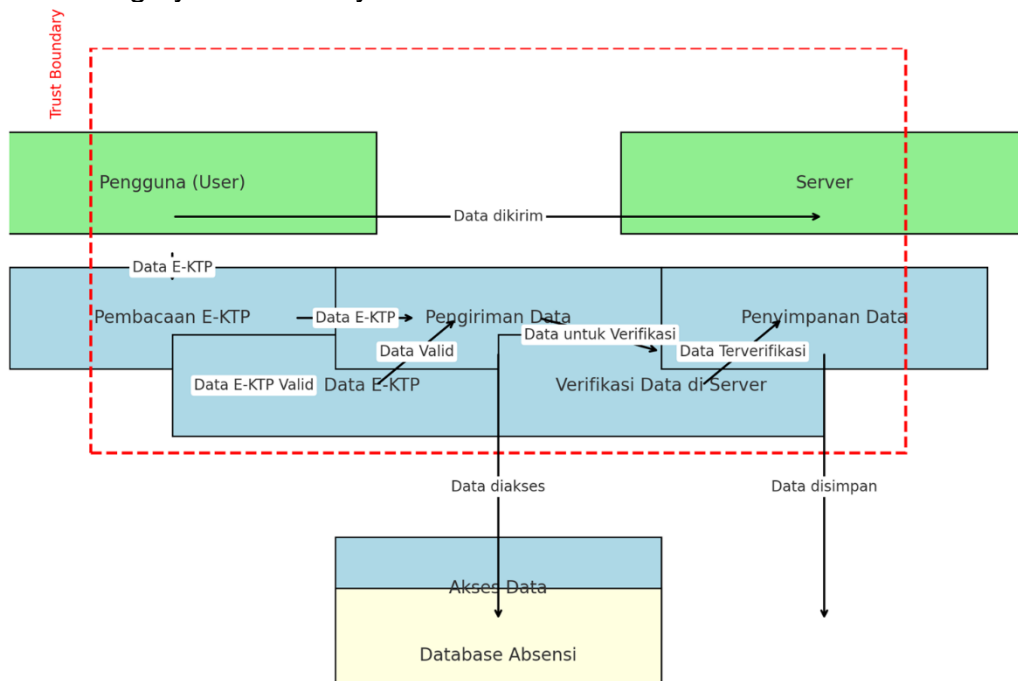 Trust Boundary
Pengguna (User)
Server
Data dikirim
Data E-KTP
Pembacaan E-KTP
Data E-KTP
Pengiriman Data
Penyimpanan Data
Data untuk Verifikasi
Data Valid
Data Terverifikasi
Data E-KTP Valid
Data E-KTP
Verifikasi Data di Server
Data diakses
Data disimpan
Akses Data
Database Absensi